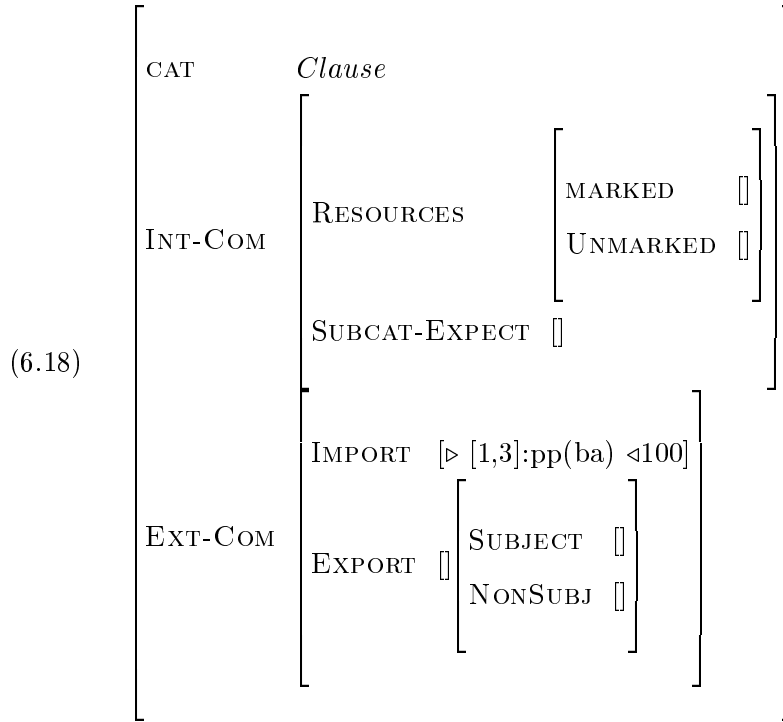 CAT Clause
RESOURCES
MARKED []
INT-COM
UNMARKED []
SUBCAT-EXPECT []
(6.18)
IMPORT [▷ [1,3]:pp(ba) ◁100]
EXT-COM
SUBJECT []
EXPORT []
NONSUBJ []